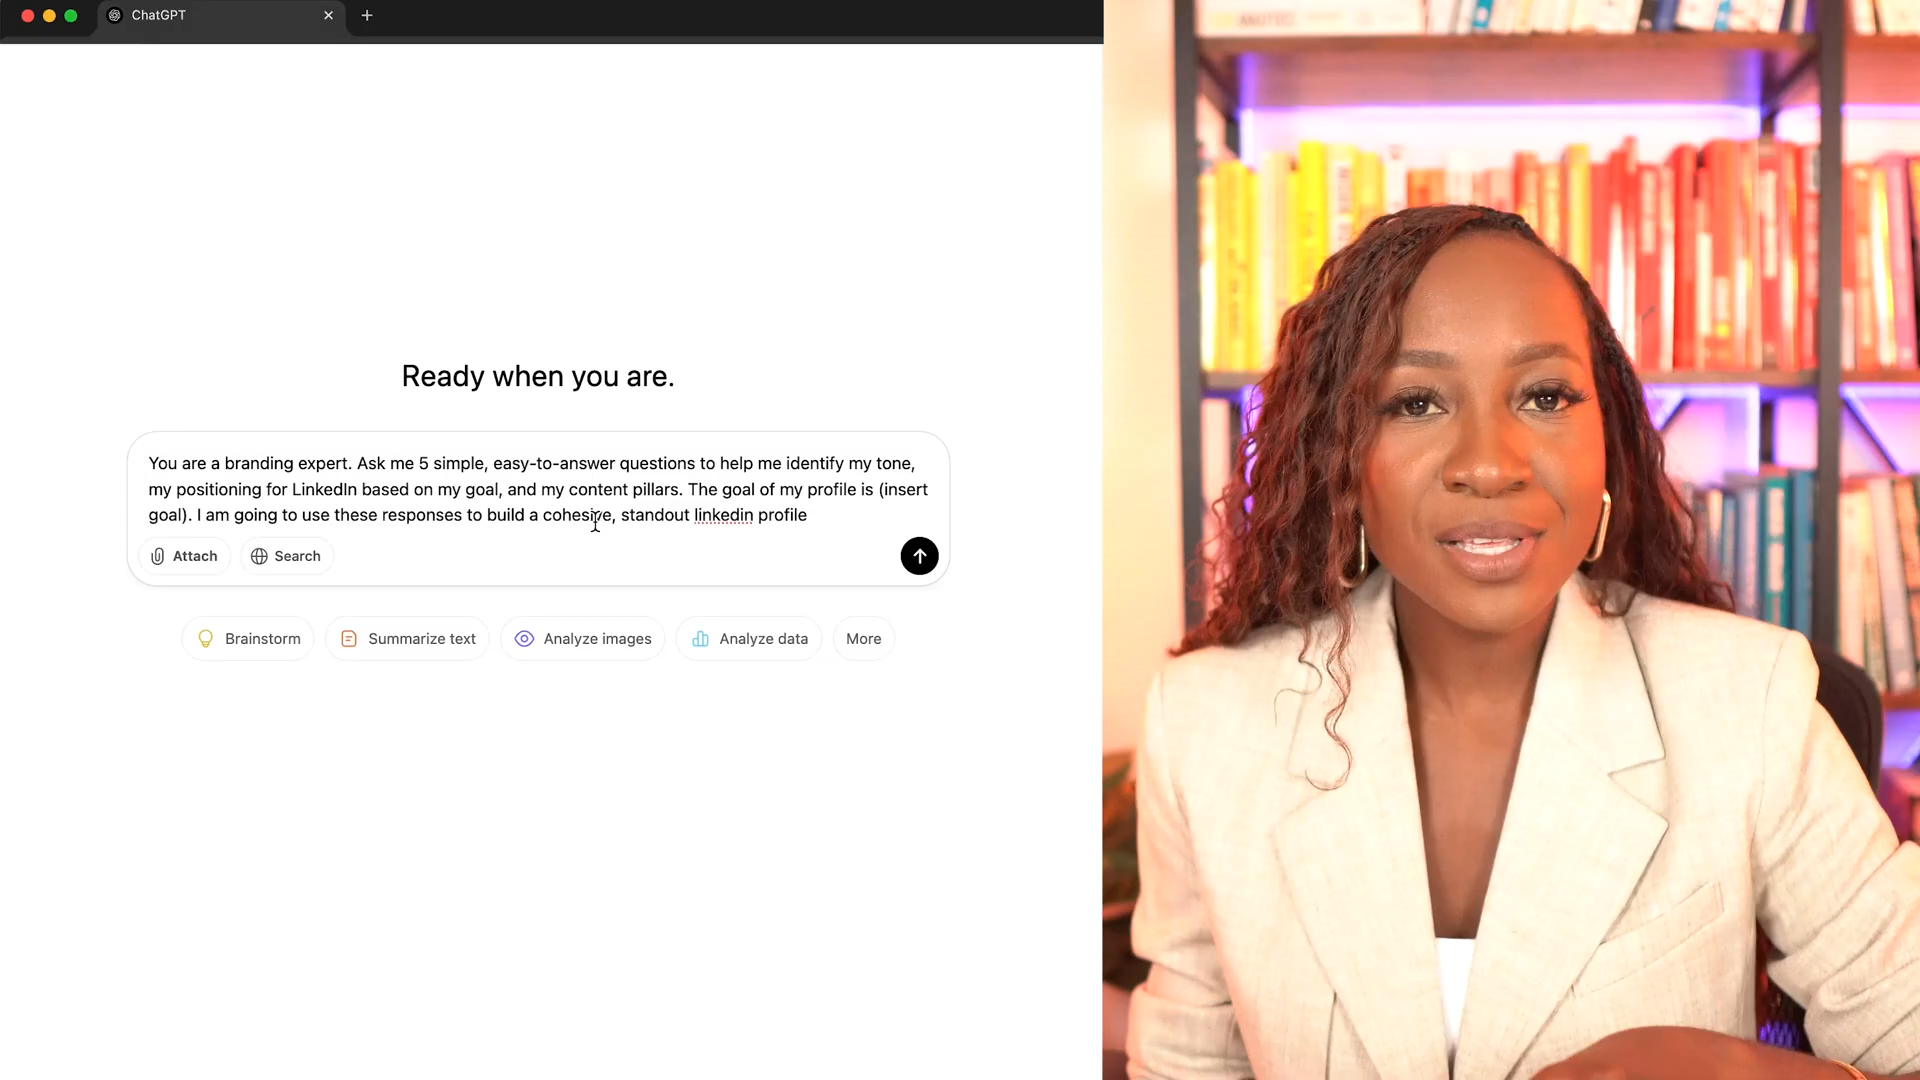 ChatGPT
Ready when you are.
You are a branding expert. Ask me 5 simple, easy-to-answer questions to help me identify my tone,
my positioning for LinkedIn based on my goal, and my content pillars. The goal of my profile is (insert
goal). I am going to use these responses to build a cohesive, standout linkedin profile
Attach
Search
Brainstorm
Summarize text
Analyze images
Analyze data
More